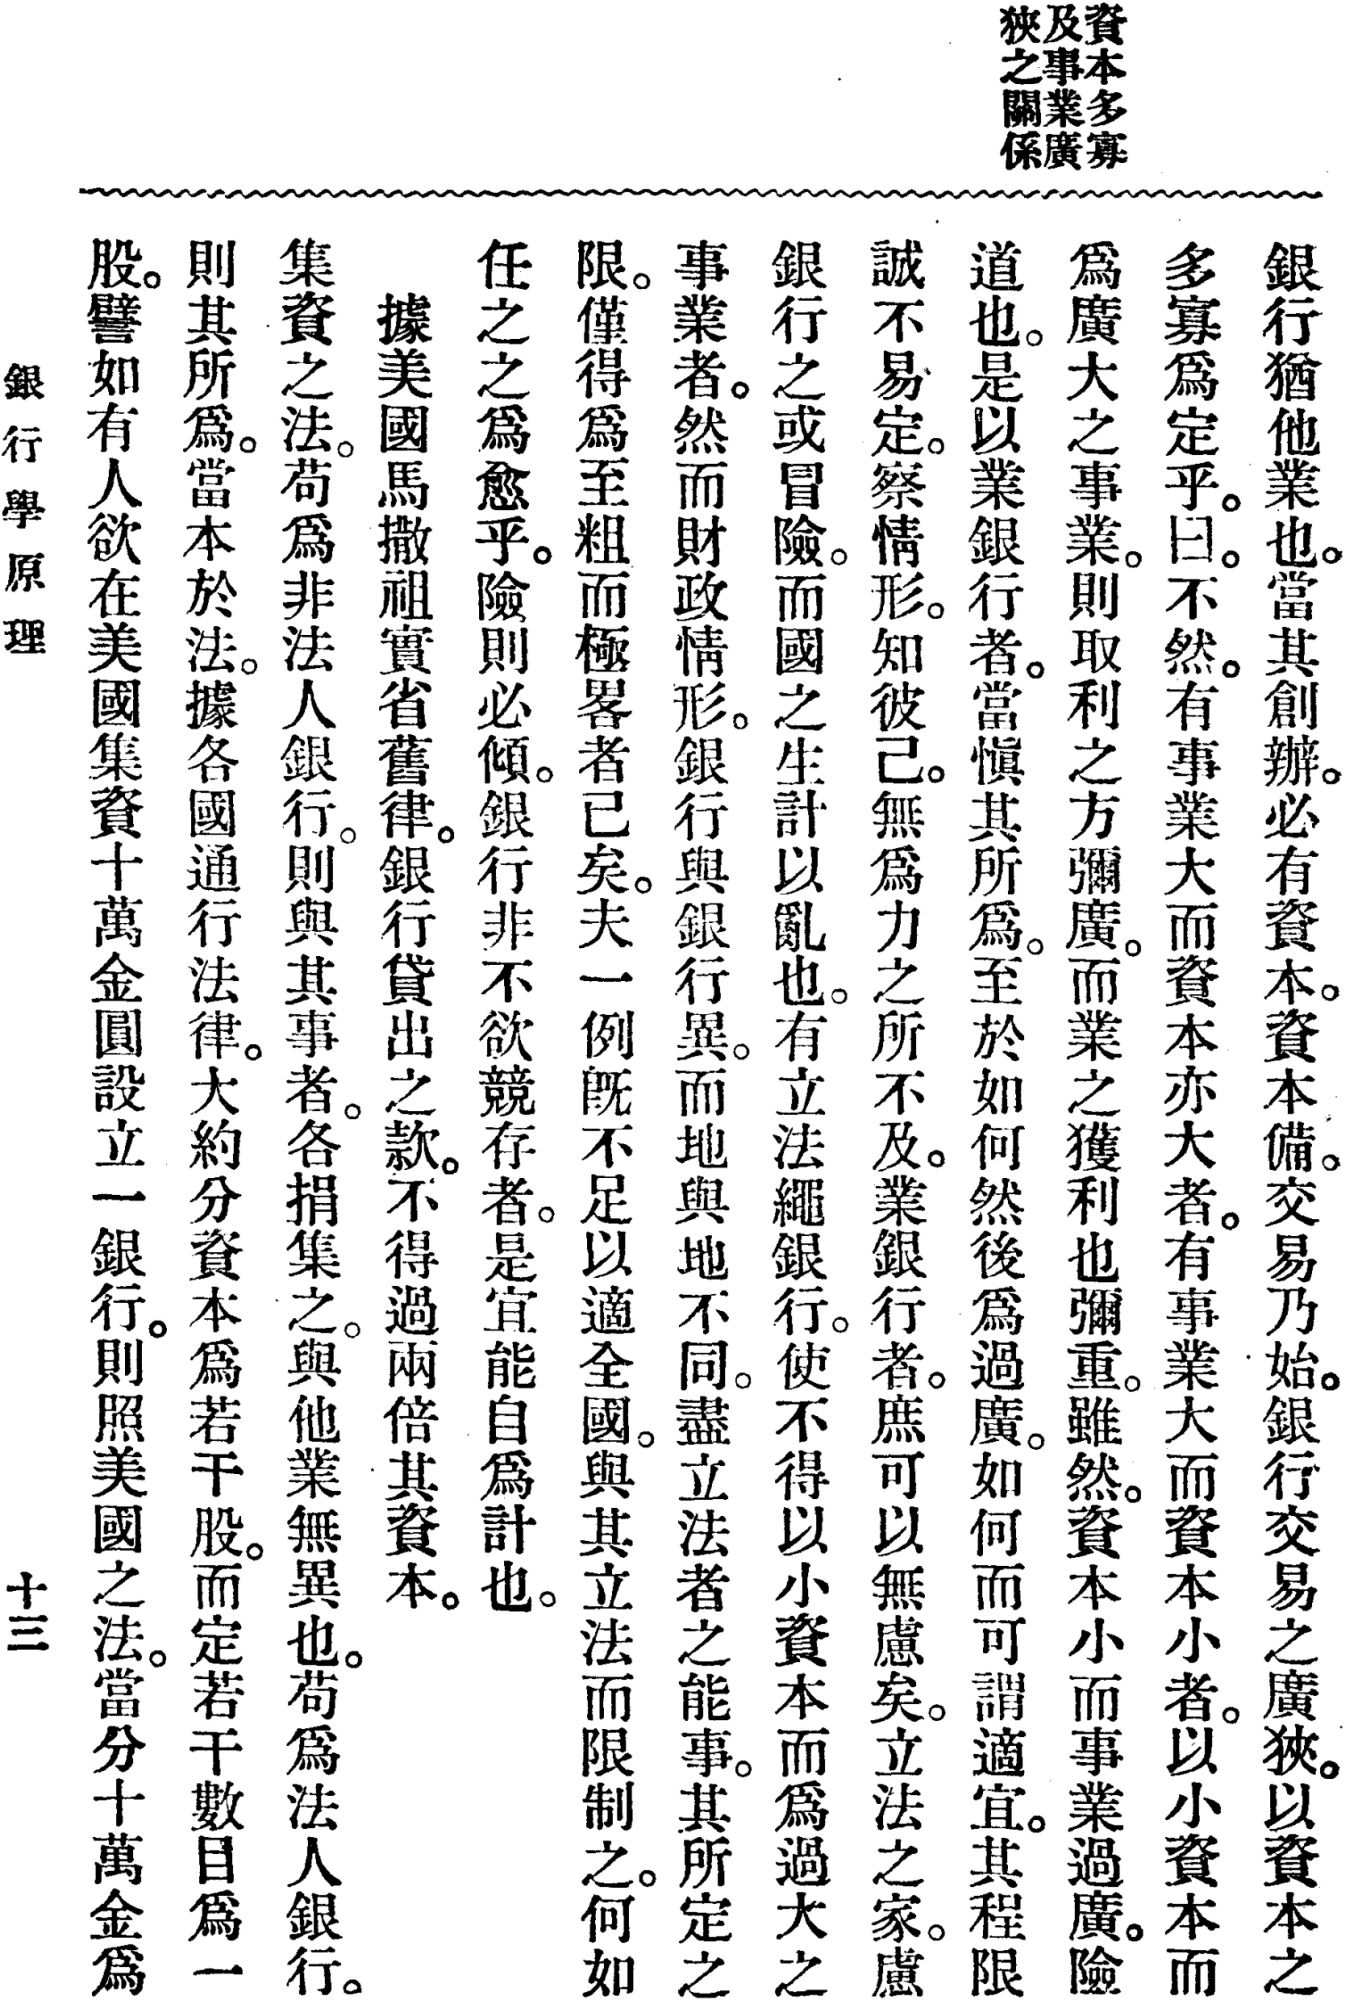 資本多寡
及事業廣
狹之關係
銀行猶他業也。當其創辦。必有資本。資本備。交易乃始。銀行交易之廣狹。以資本之
多寡爲定乎。曰。不然。有事業大而資本亦大者。有事業大而資本小者。以小資本而
爲廣大之事業。則取利之方彌廣。而業之獲利也彌重。雖然。資本小而事業過廣。險
道也。是以業銀行者。當愼其所爲。至於如何然後爲過廣。如何而可謂適宜。其程限
誠不易定。察情形。知彼己。無爲力之所不及。業銀行者。庶可以無慮矣。立法之家。慮
銀行之或冒險。而國之生計以亂也。有立法繩銀行。使不得以小資本而爲過大之
事業者。然而財政情形。銀行與銀行異。而地與地不同。盡立法者之能事。其所定之
限。僅得爲至粗而極畧者已矣。夫一例旣不足以適全國。與其立法而限制之。何如
任之之爲愈乎。險則必傾。銀行非不欲競存者。是宜能自爲計也。
據美國馬撒祖實省舊律。銀行貸出之款。不得過兩倍其資本。
集資之法。苟爲非法人銀行。則與其事者。各捐集之。與他業無異也。苟爲法人銀行。
則其所爲。當本於法。據各國通行法律。大約分資本爲若干股。而定若干數目爲一
股。譬如有人欲在美國集資十萬金圓設立一銀行。則照美國之法。當分十萬金爲
銀行學原理
十三